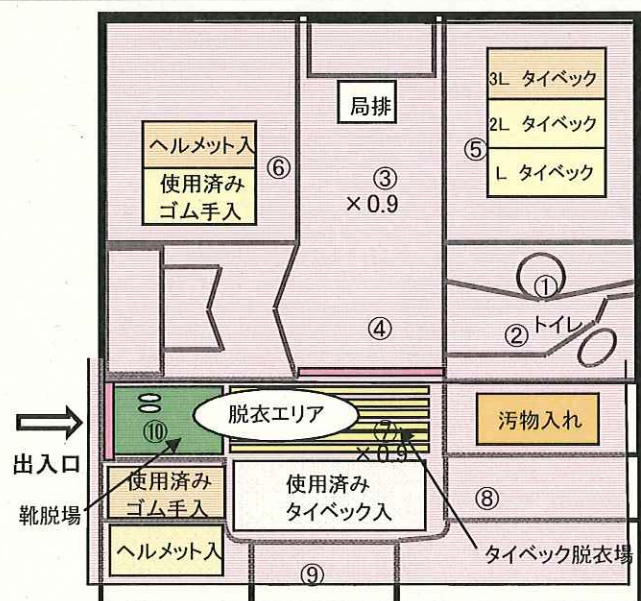 局排
3L タイベック
2L タイベック
L タイベック
⑤
ヘルメット入
使用済み
ゴム手入
⑥
③
×0.9
①
②
トイレ
④
出入口
脱衣エリア
⑩
⑦
×0.9
汚物入れ
靴脱場
使用済み
ゴム手入
使用済み
タイベック入
⑧
ヘルメット入
タイベック脱衣場
⑨